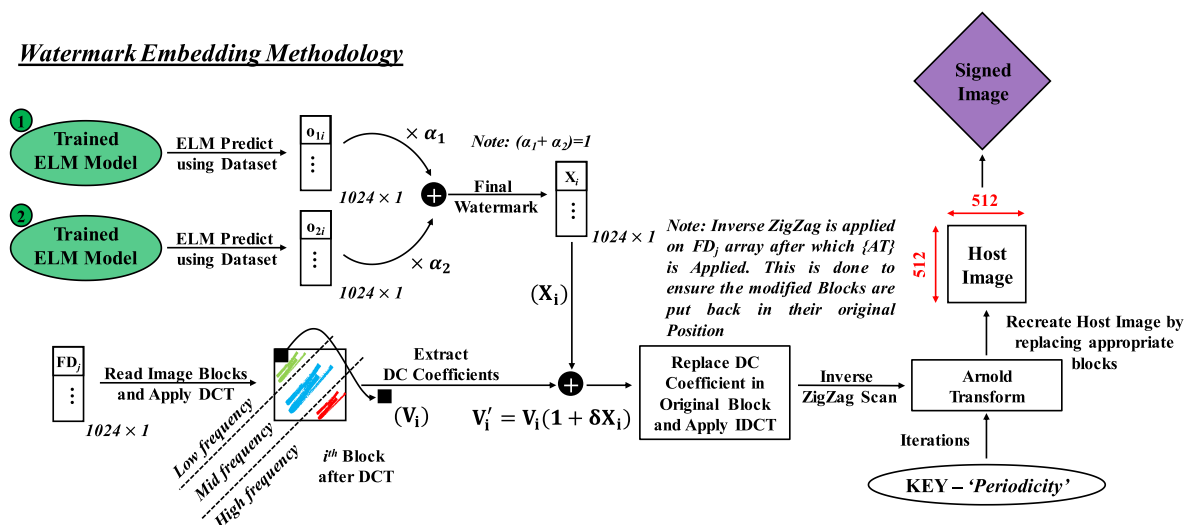 Watermark Embedding Methodology
1
Trained
ELM Model
ELM Predict
using Dataset
o1i
⋮
1024 × 1
× α1
2
Trained
ELM Model
ELM Predict
using Dataset
o2i
⋮
1024 × 1
× α2
+
Note: (α1+ α2)=1
Final
Watermark
Xi
⋮
1024 × 1
(Xi)
FDj
⋮
1024 × 1
Read Image Blocks
and Apply DCT
Low frequency
Mid frequency
High frequency
ith Block
after DCT
Extract
DC Coefficients
(Vi)
+
V'i = Vi(1 + δXi)
Note: Inverse ZigZag is applied
on FDj array after which {AT}
is Applied. This is done to
ensure the modified Blocks are
put back in their original
Position
Replace DC
Coefficient in
Original Block
and Apply IDCT
Inverse
ZigZag Scan
Signed
Image
512
512
Host
Image
Recreate Host Image by
replacing appropriate
blocks
Arnold
Transform
Iterations
KEY – ‘Periodicity’